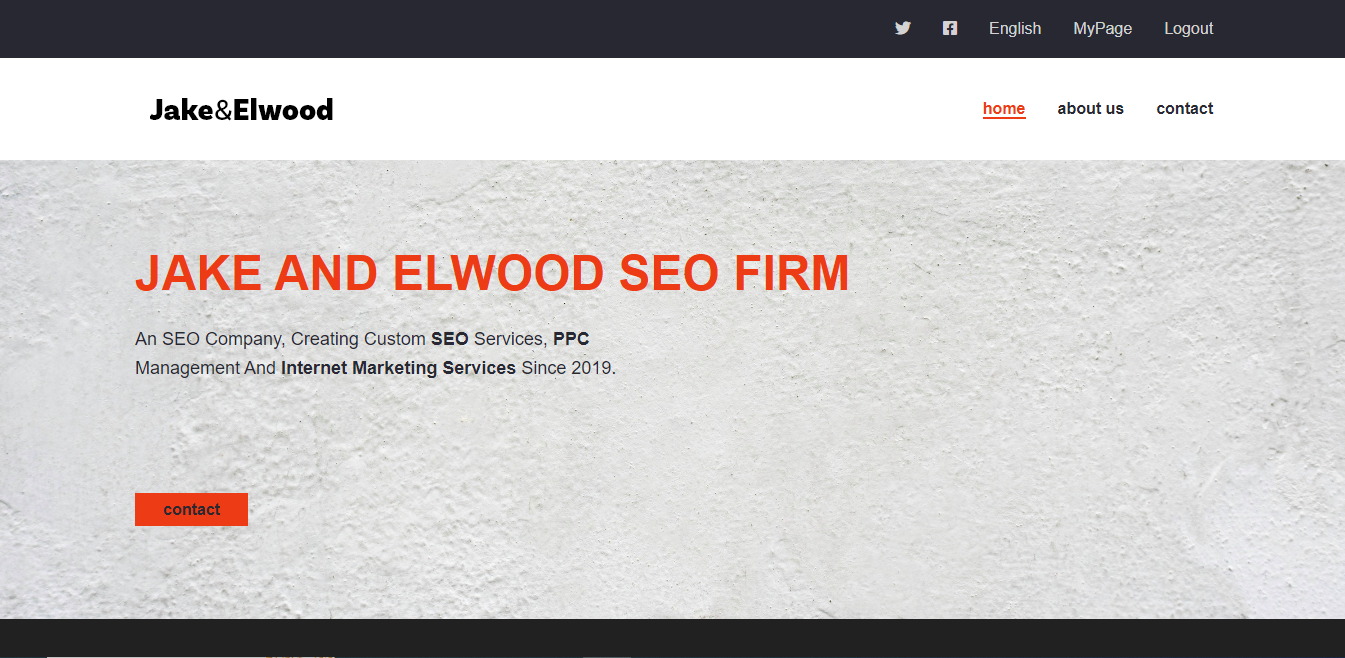 English MyPage Logout
Jake&Elwood
home about us contact
JAKE AND ELWOOD SEO FIRM
An SEO Company, Creating Custom SEO Services, PPC
Management And Internet Marketing Services Since 2019.
contact